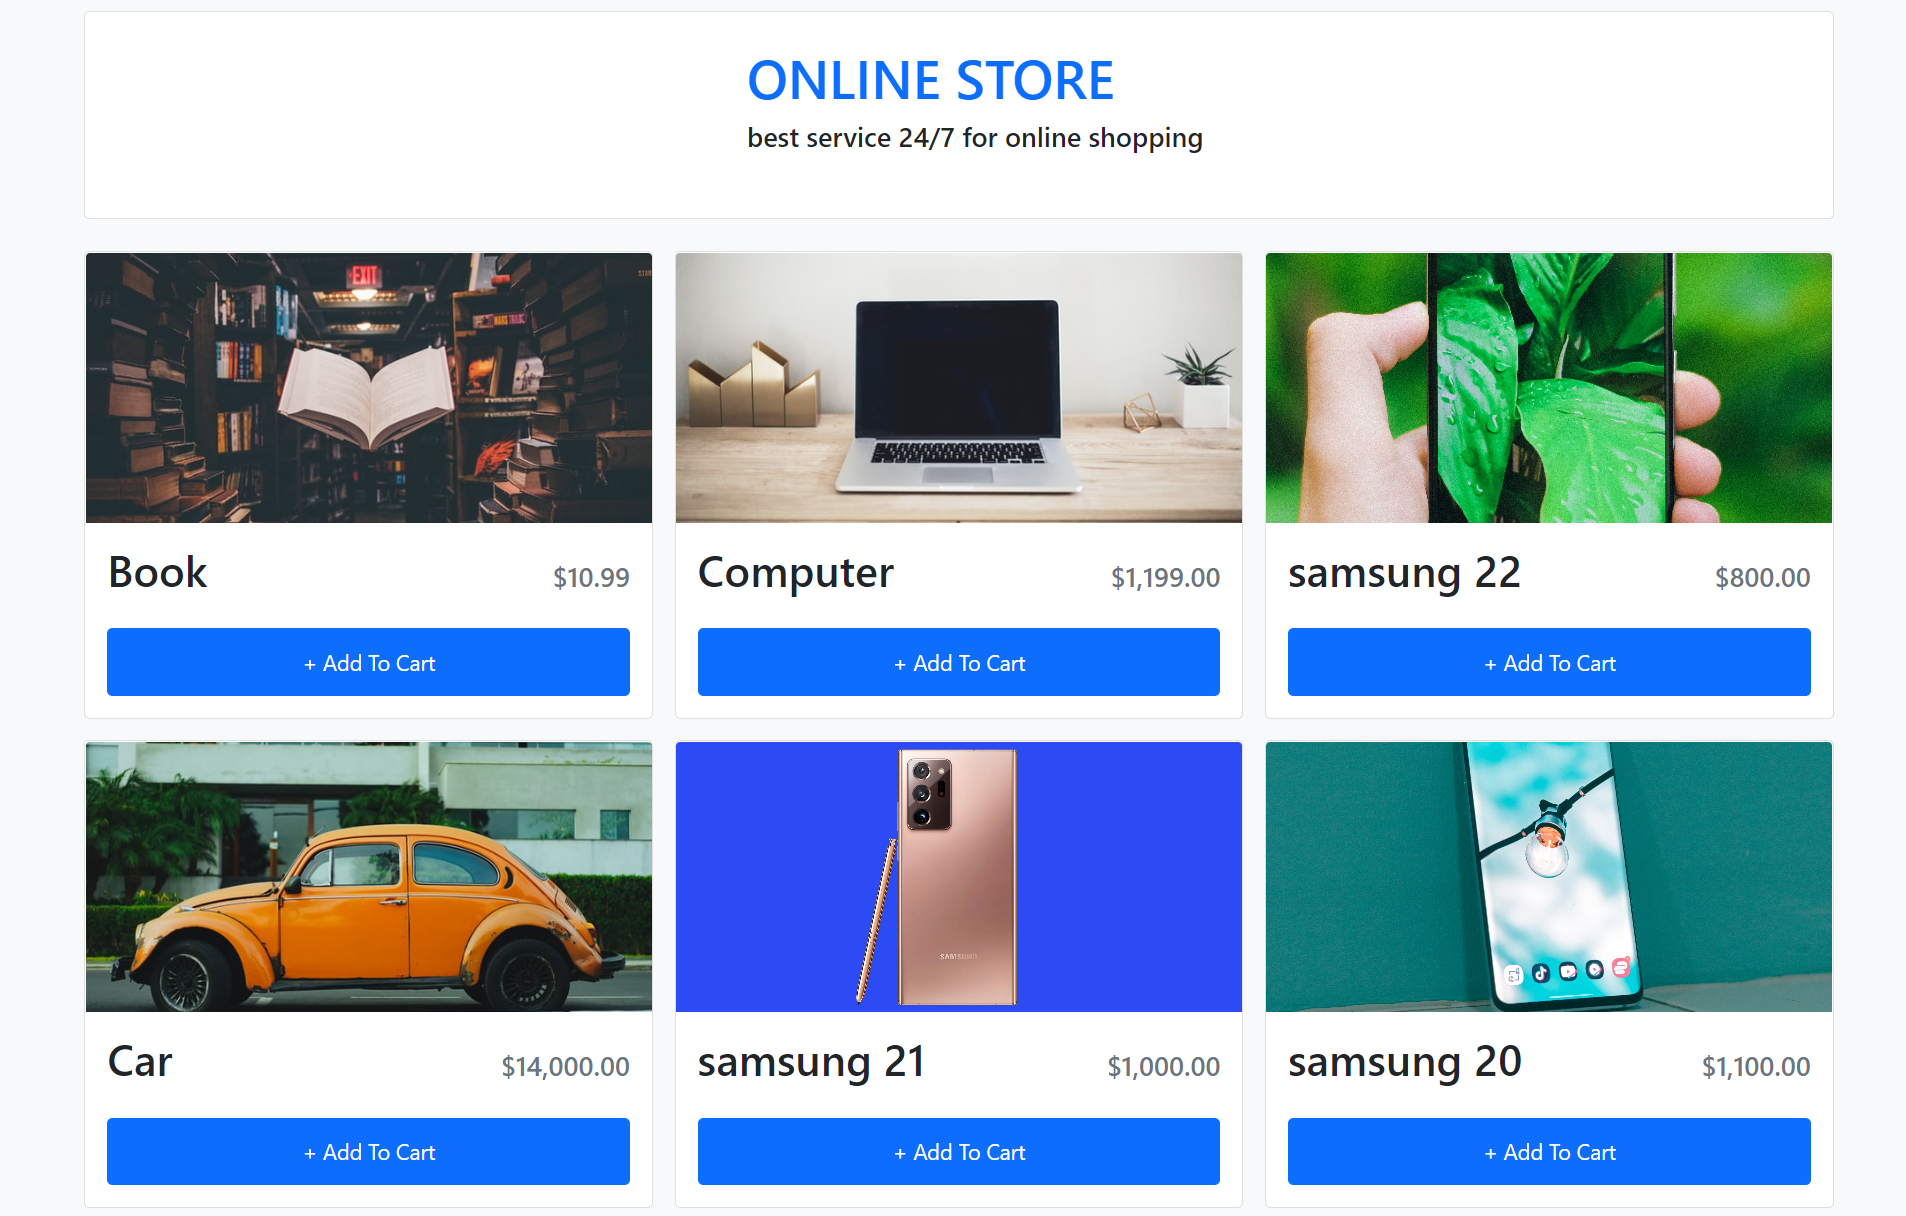 ONLINE STORE
best service 24/7 for online shopping
EXIT
Book
$10.99
+ Add To Cart
Computer
$1,199.00
+ Add To Cart
samsung 22
$800.00
+ Add To Cart
SAMSUNG
Car
$14,000.00
+ Add To Cart
samsung 21
$1,000.00
+ Add To Cart
samsung 20
$1,100.00
+ Add To Cart